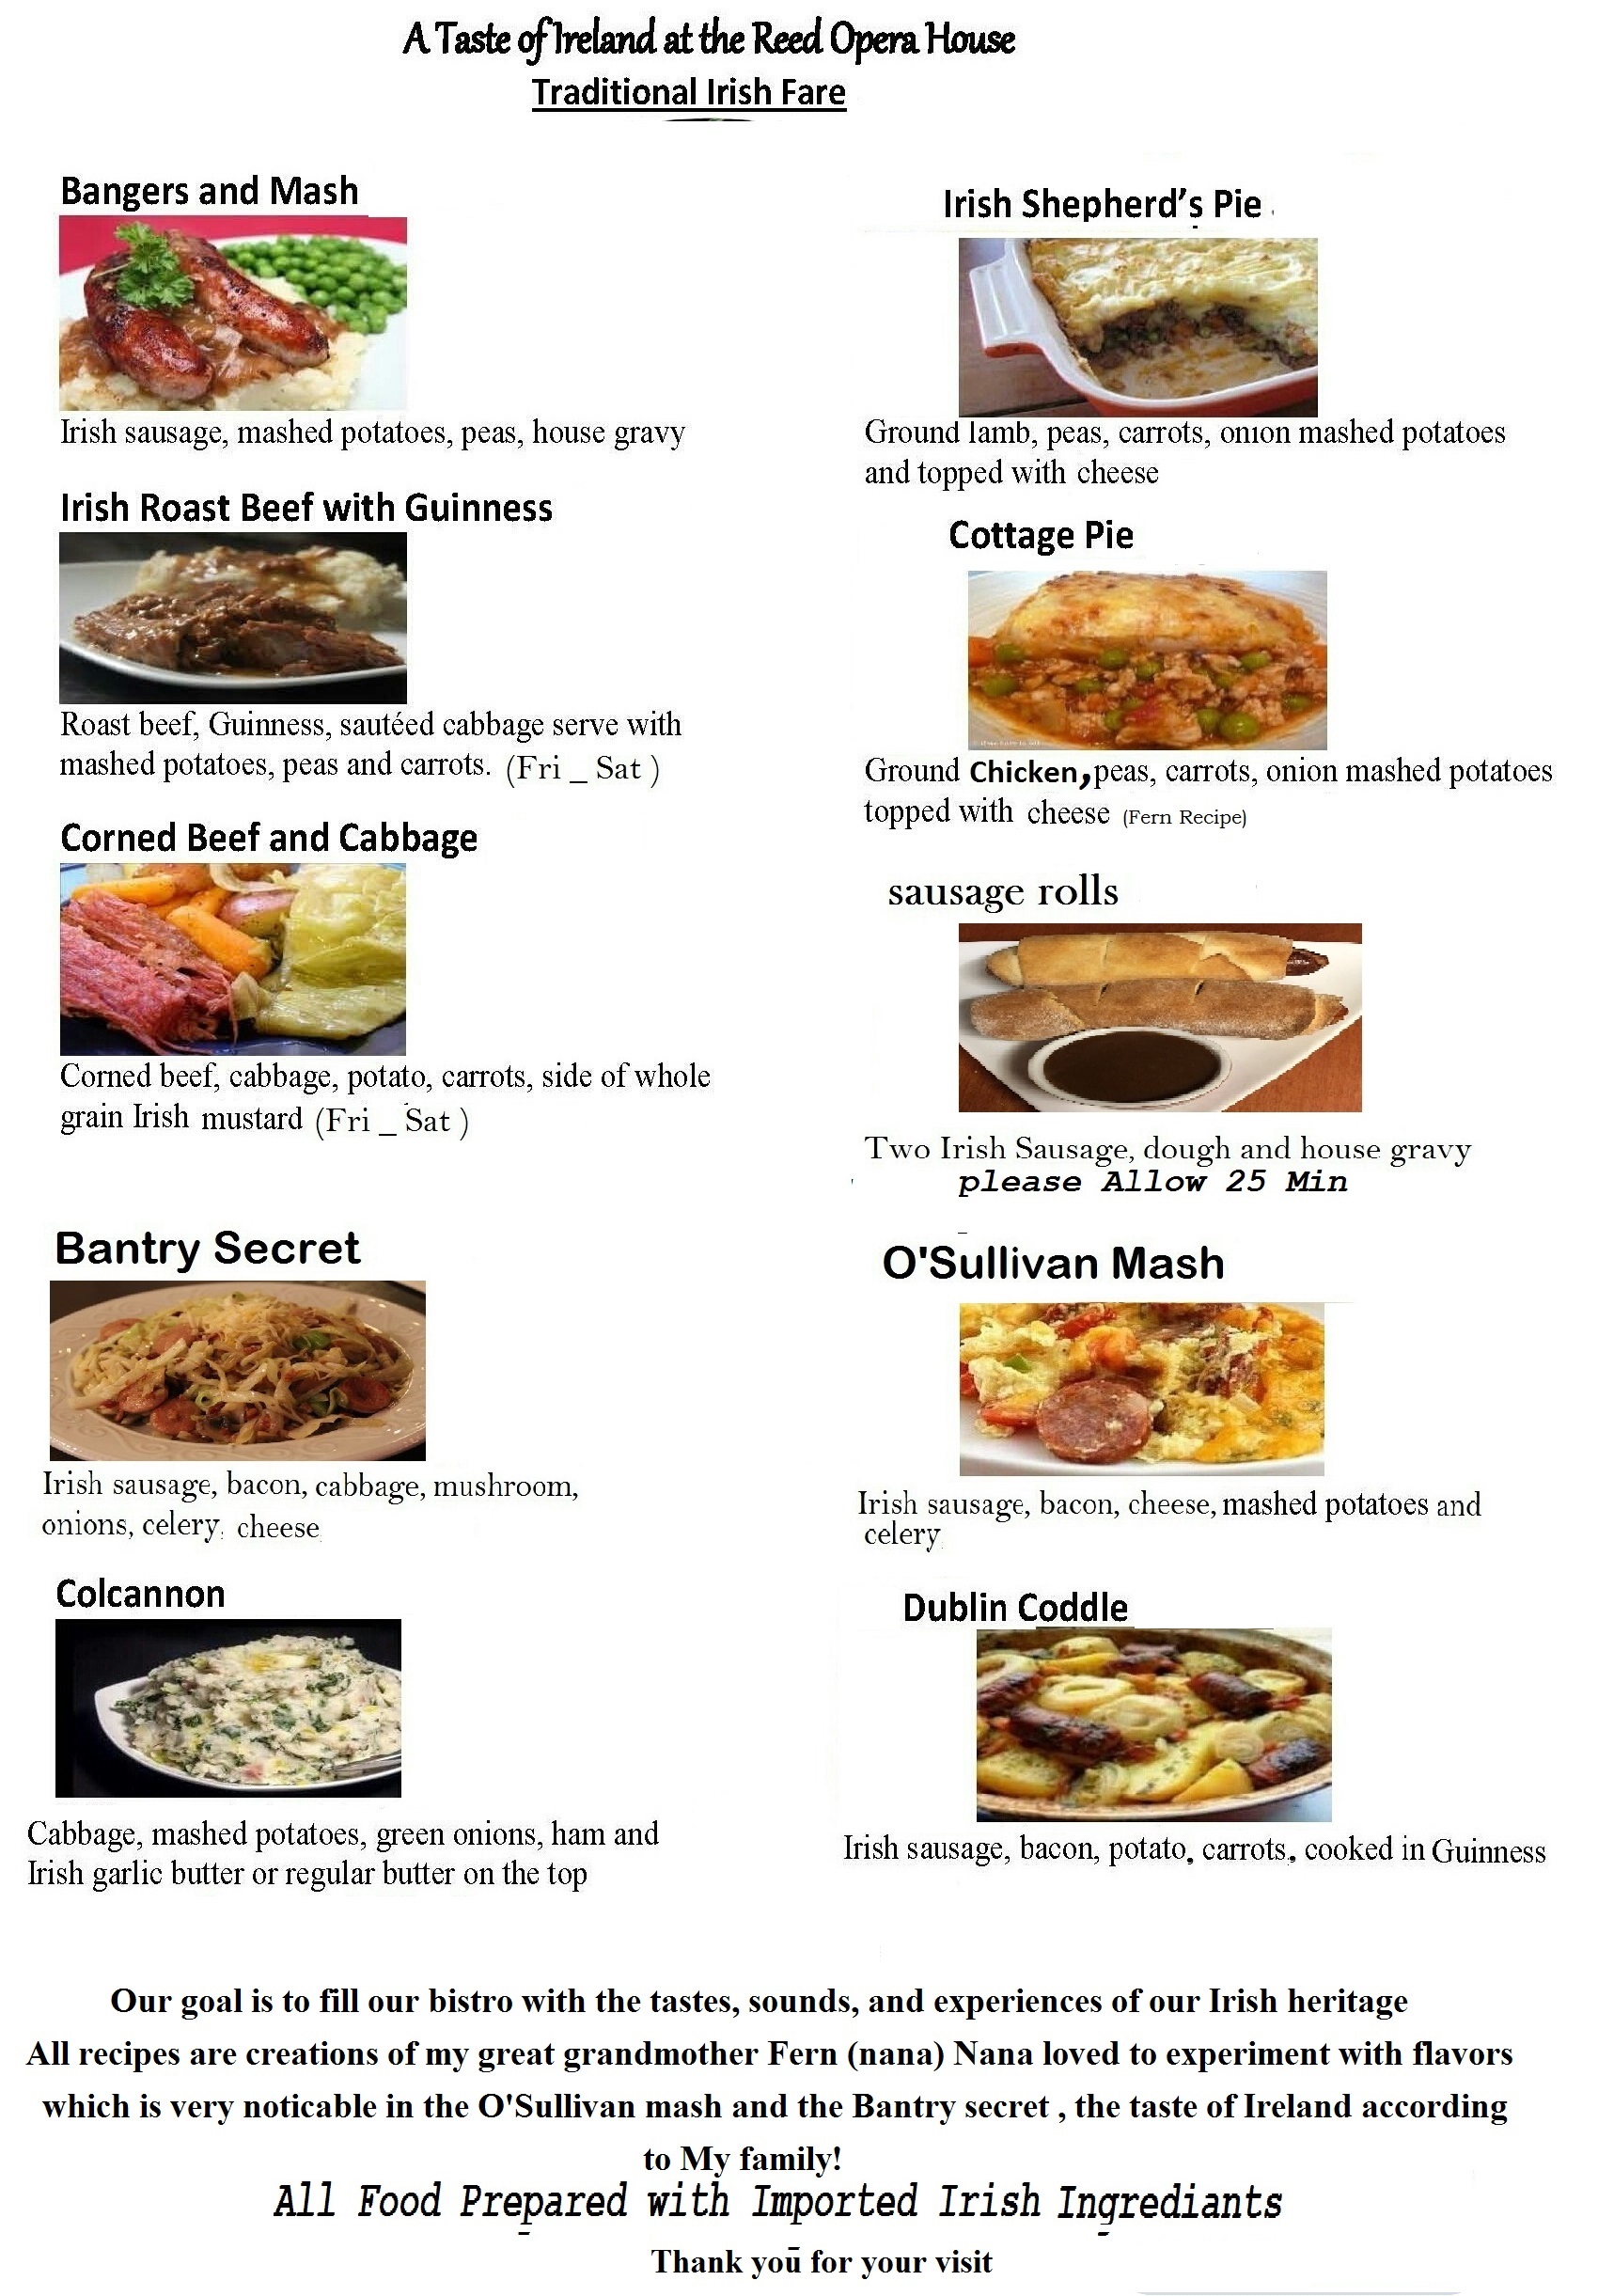 A Taste of Ireland at the Reed Opera House
Traditional Irish Fare
Bangers and Mash
Irish sausage, mashed potatoes, peas, house gravy
Irish Roast Beef with Guinness
Roast beef, Guinness, sautéed cabbage serve with
mashed potatoes, peas and carrots. (Fri _ Sat )
Corned Beef and Cabbage
Corned beef, cabbage, potato, carrots, side of whole
grain Irish mustard (Fri _ Sat )
Bantry Secret
Irish sausage, bacon, cabbage, mushroom,
onions, celery, cheese
Colcannon
Cabbage, mashed potatoes, green onions, ham and
Irish garlic butter or regular butter on the top
Irish Shepherd’s Pie
Ground lamb, peas, carrots, onion mashed potatoes
and topped with cheese
Cottage Pie
Ground Chicken, peas, carrots, onion mashed potatoes
topped with cheese (Fern Recipe)
sausage rolls
Two Irish Sausage, dough and house gravy
please Allow 25 Min
O'Sullivan Mash
Irish sausage, bacon, cheese, mashed potatoes and
celery
Dublin Coddle
Irish sausage, bacon, potato, carrots, cooked in Guinness
Our goal is to fill our bistro with the tastes, sounds, and experiences of our Irish heritage
All recipes are creations of my great grandmother Fern (nana) Nana loved to experiment with flavors
which is very noticable in the O'Sullivan mash and the Bantry secret , the taste of Ireland according
to My family!
All Food Prepared with Imported Irish Ingrediants
Thank you for your visit